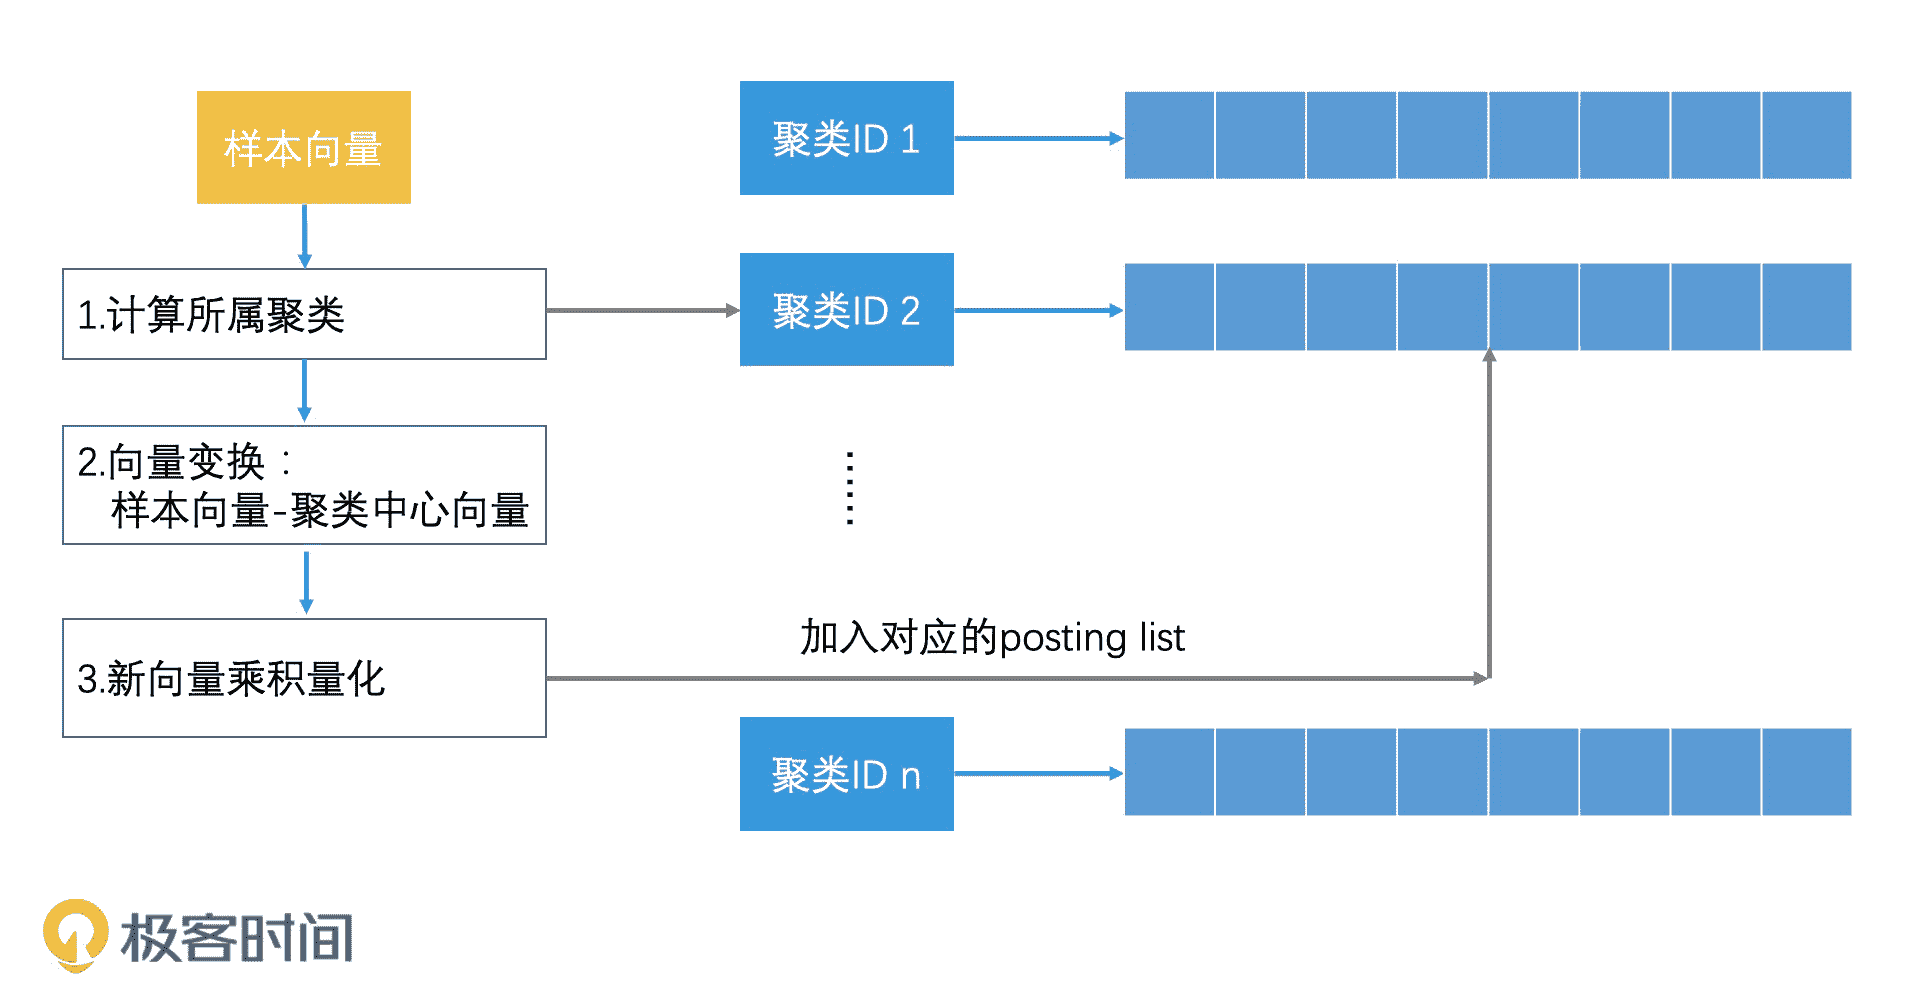 样本向量
1.计算所属聚类
2.向量变换：
样本向量-聚类中心向量
3.新向量乘积量化
聚类ID 1
聚类ID 2
加入对应的posting list
聚类ID n
极客时间